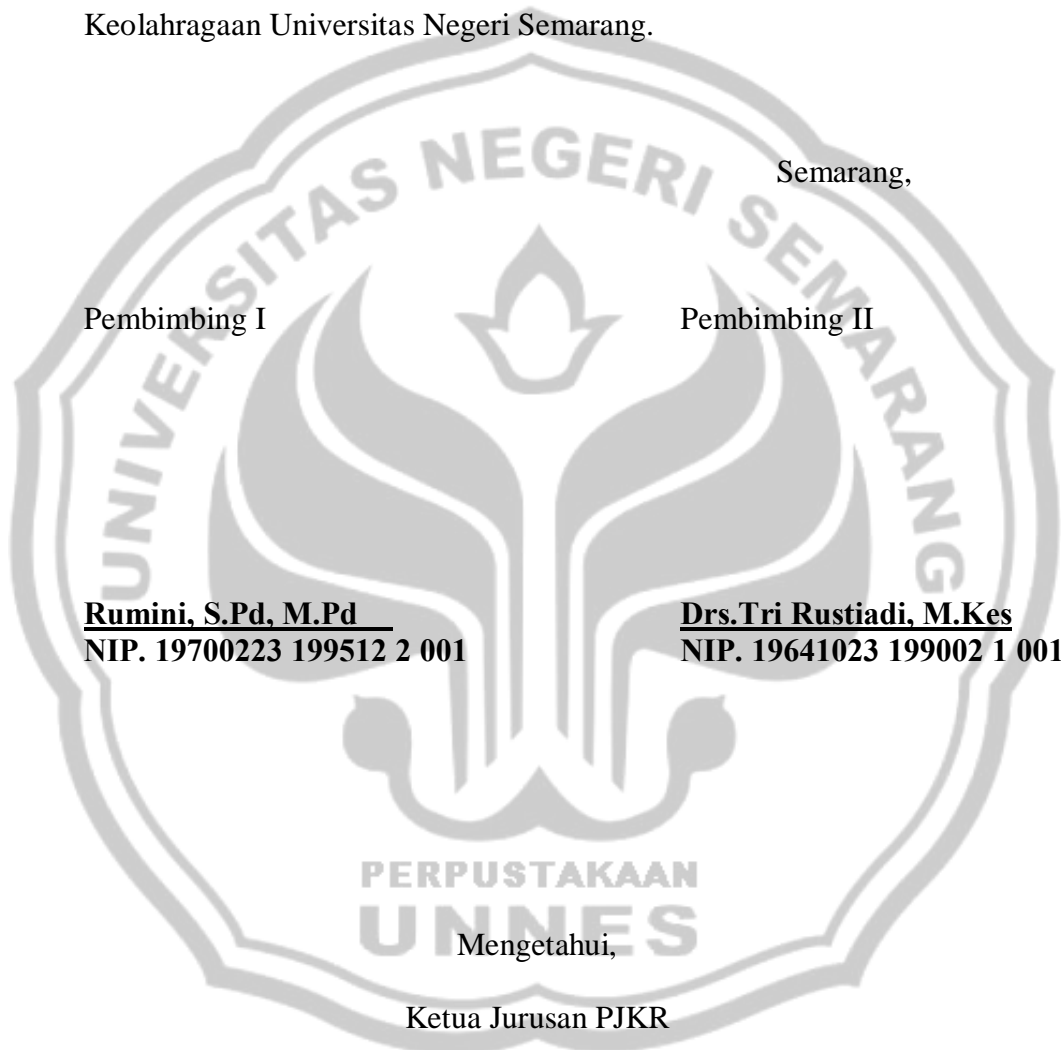 Keolahragaan Universitas Negeri Semarang.
UNIVERSITAS NEGERI SEMARANG
Semarang,
Pembimbing I Pembimbing II
Rumini, S.Pd, M.Pd Drs.Tri Rustiadi, M.Kes
NIP. 19700223 199512 2 001 NIP. 19641023 199002 1 001
PERPUSTAKAAN
UNNES
Mengetahui,
Ketua Jurusan PJKR